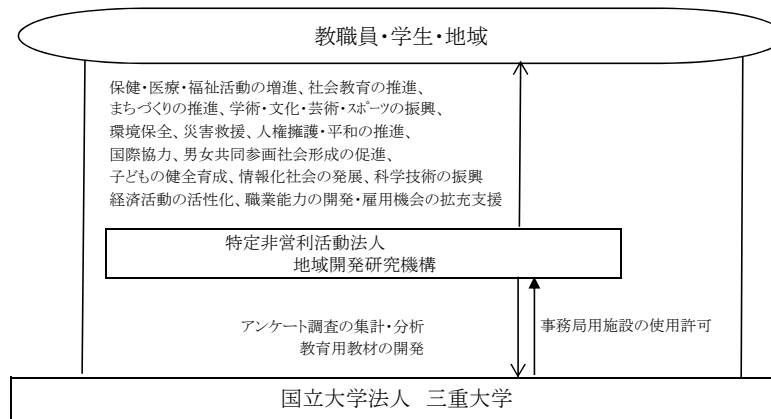 教職員・学生・地域
保健・医療・福祉活動の増進、社会教育の推進、
まちづくりの推進、学術・文化・芸術・スポーツの振興、
環境保全、災害救援、人権擁護・平和の推進、
国際協力、男女共同参画社会形成の促進、
子どもの健全育成、情報化社会の発展、科学技術の振興
経済活動の活性化、職業能力の開発・雇用機会の拡充支援
特定非営利活動法人
地域開発研究機構
アンケート調査の集計・分析
教育用教材の開発
事務局用施設の使用許可
国立大学法人 三重大学